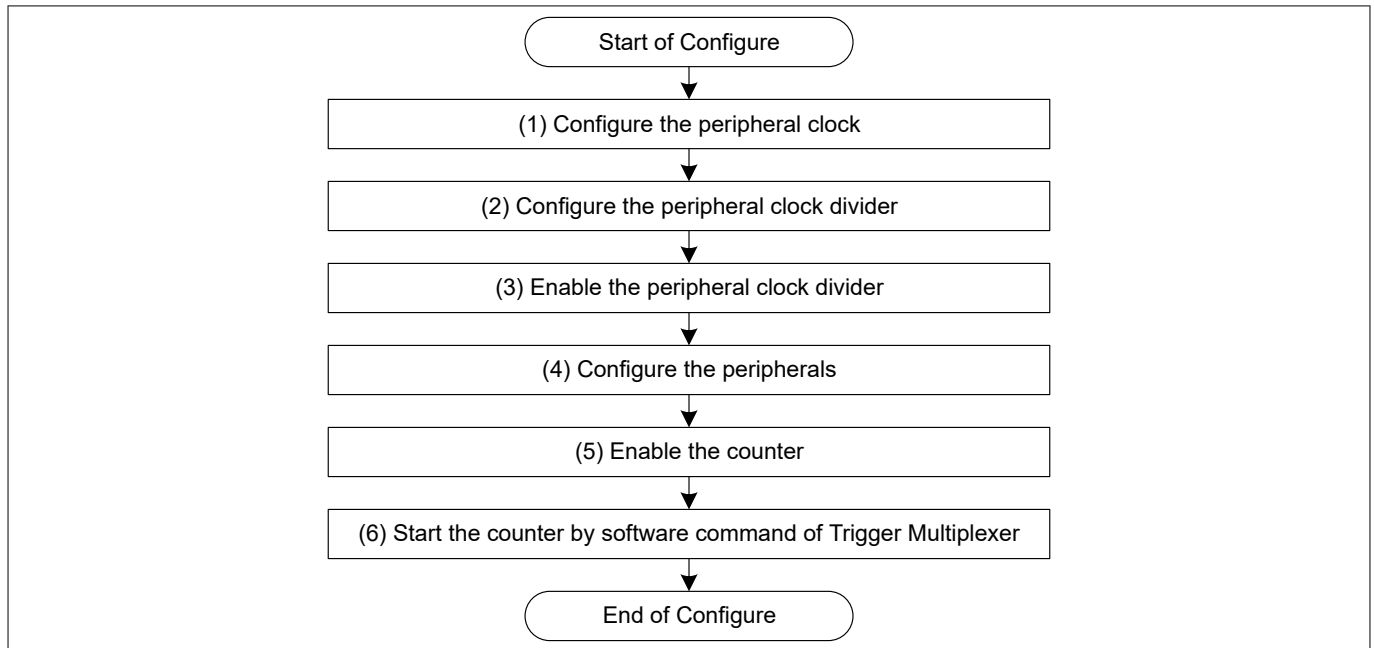 Start of Configure
(1) Configure the peripheral clock
(2) Configure the peripheral clock divider
(3) Enable the peripheral clock divider
(4) Configure the peripherals
(5) Enable the counter
(6) Start the counter by software command of Trigger Multiplexer
End of Configure